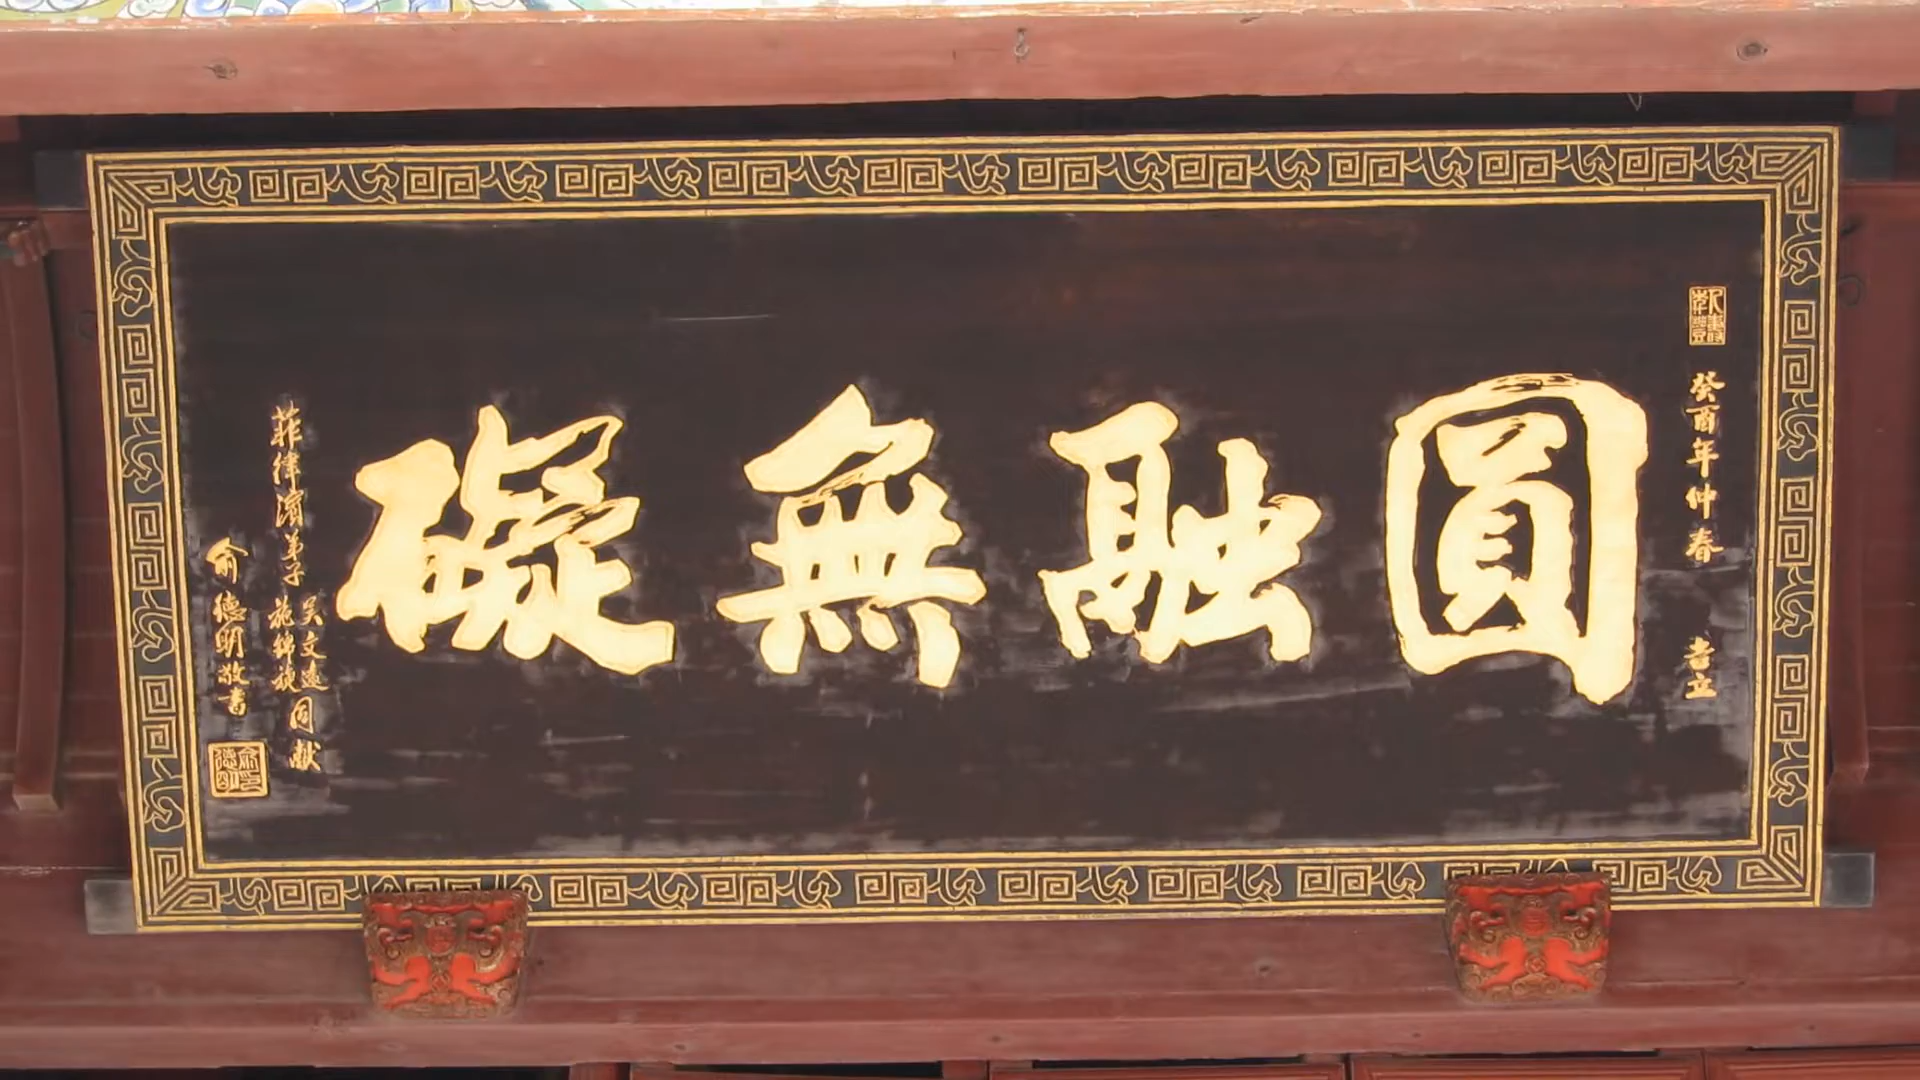 圓融無礙
癸酉年仲春 吉立
菲律濱弟子
吳文遠
施錦
同献
俞德明敬書